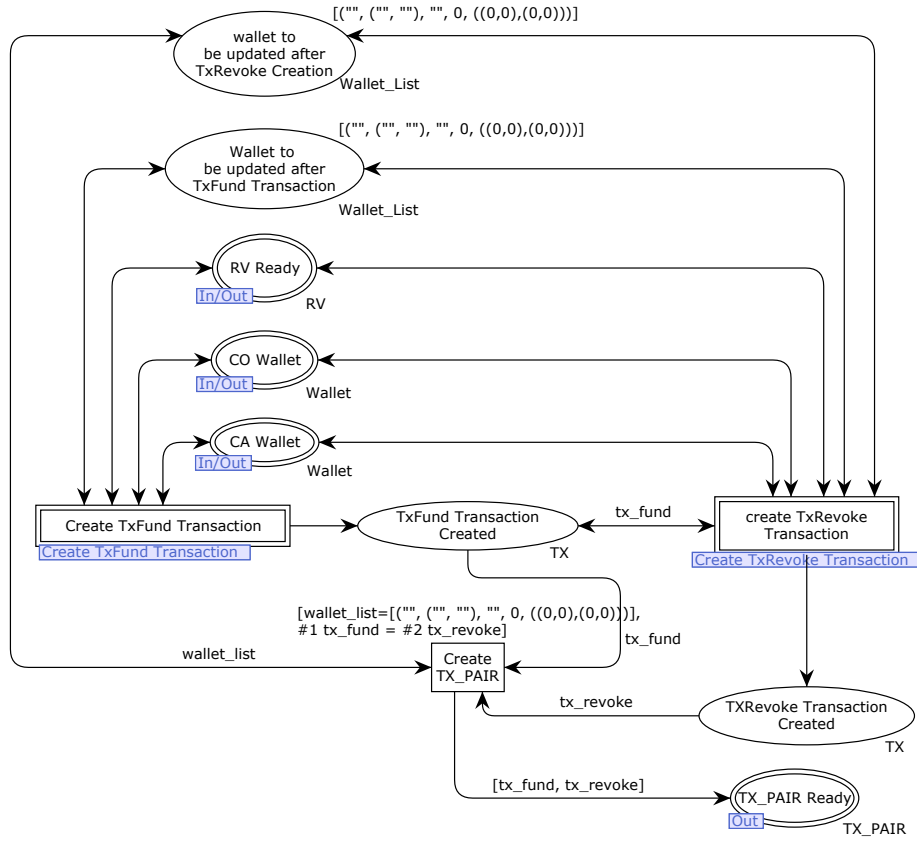 [("", ("", ""), "", 0, ((0,0),(0,0)))]
wallet to
be updated after
TxRevoke Creation
Wallet_List
[("", ("", ""), "", 0, ((0,0),(0,0)))]
Wallet to
be updated after
TxFund Transaction
Wallet_List
RV Ready
In/Out
RV
CO Wallet
In/Out
Wallet
CA Wallet
In/Out
Wallet
Create TxFund Transaction
Create TxFund Transaction
TxFund Transaction
Created
TX
tx_fund
create TxRevoke
Transaction
Create TxRevoke Transaction
[wallet_list=[("", ("", ""), "", 0, ((0,0),(0,0)))],
#1 tx_fund = #2 tx_revoke]
tx_fund
wallet_list
Create
TX_PAIR
tx_revoke
TXRevoke Transaction
Created
TX
[tx_fund, tx_revoke]
TX_PAIR Ready
Out
TX_PAIR